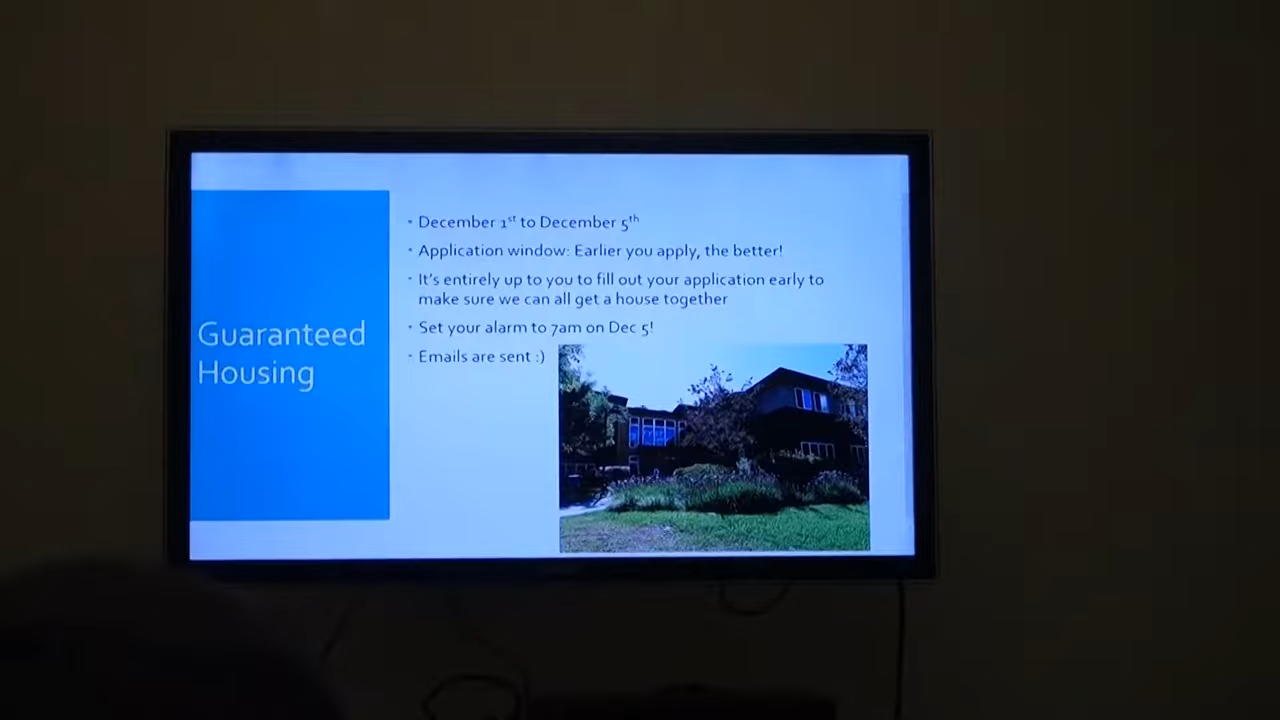 Guaranteed
Housing
- December 1st to December 5th
- Application window: Earlier you apply, the better!
- It's entirely up to you to fill out your application early to
make sure we can all get a house together
- Set your alarm to 7am on Dec 5!
- Emails are sent :)